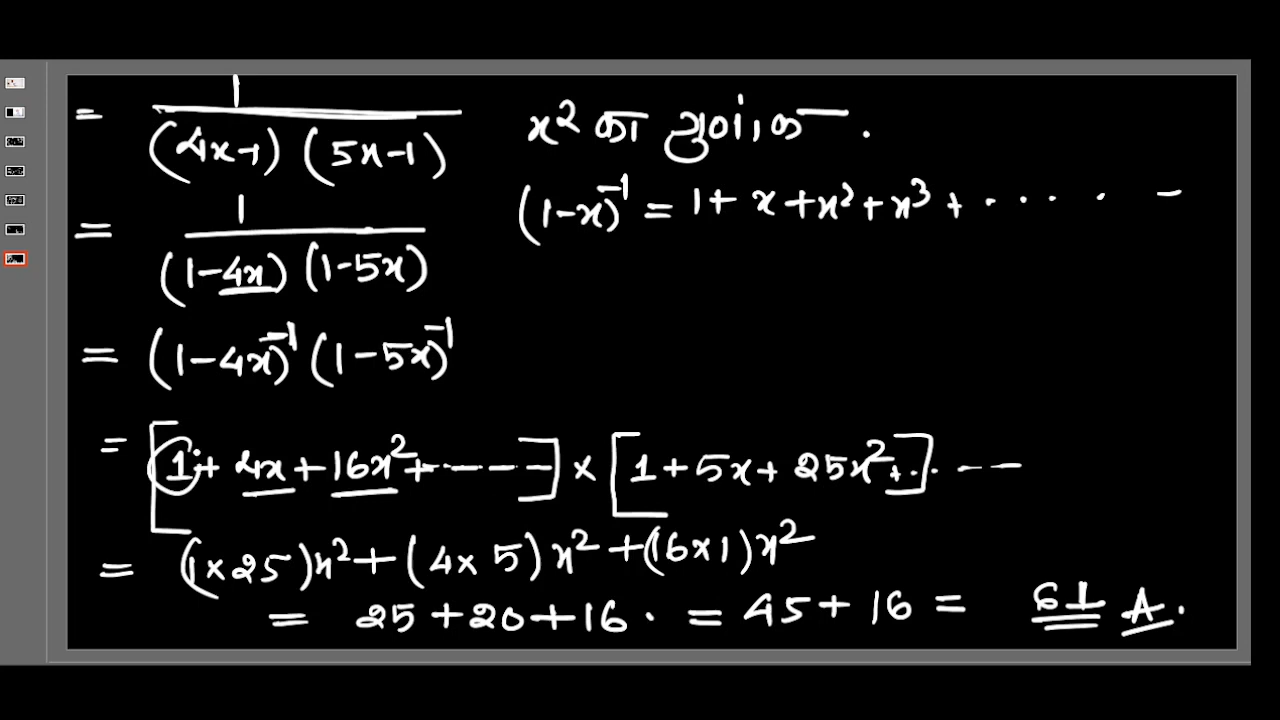 = 1/((4x-1)(5x-1))
x² का गुणांक.
(1-x)⁻¹ = 1+ x+x²+x³+ ..... -
= 1/((1-4x)(1-5x))
= (1-4x)⁻¹ (1-5x)⁻¹
= [1+ 4x+16x²+-----] × [1+5x+ 25x²+..]. ---
= (1×25)x²+(4×5)x²+(16×1)x²
= 25+20+16. = 45+16 = 61 A.